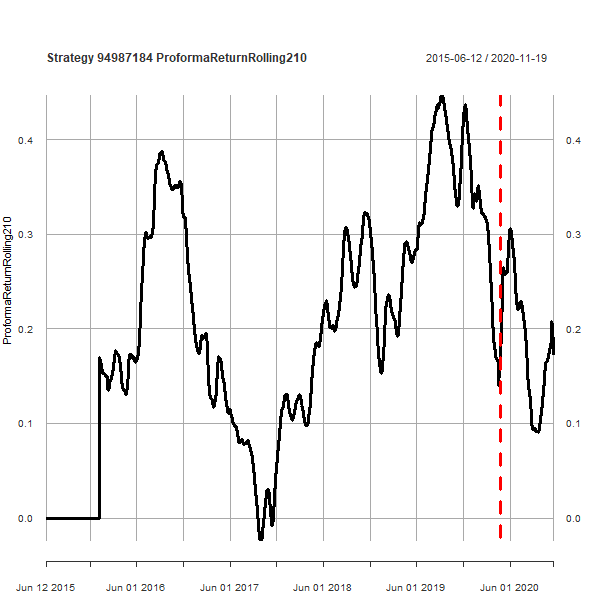 Strategy 94987184 ProformaReturnRolling210
2015-06-12 / 2020-11-19
ProformaReturnRolling210
0.4 0.4
0.3 0.3
0.2 0.2
0.1 0.1
0.0 0.0
Jun 12 2015 Jun 01 2016 Jun 01 2017 Jun 01 2018 Jun 01 2019 Jun 01 2020